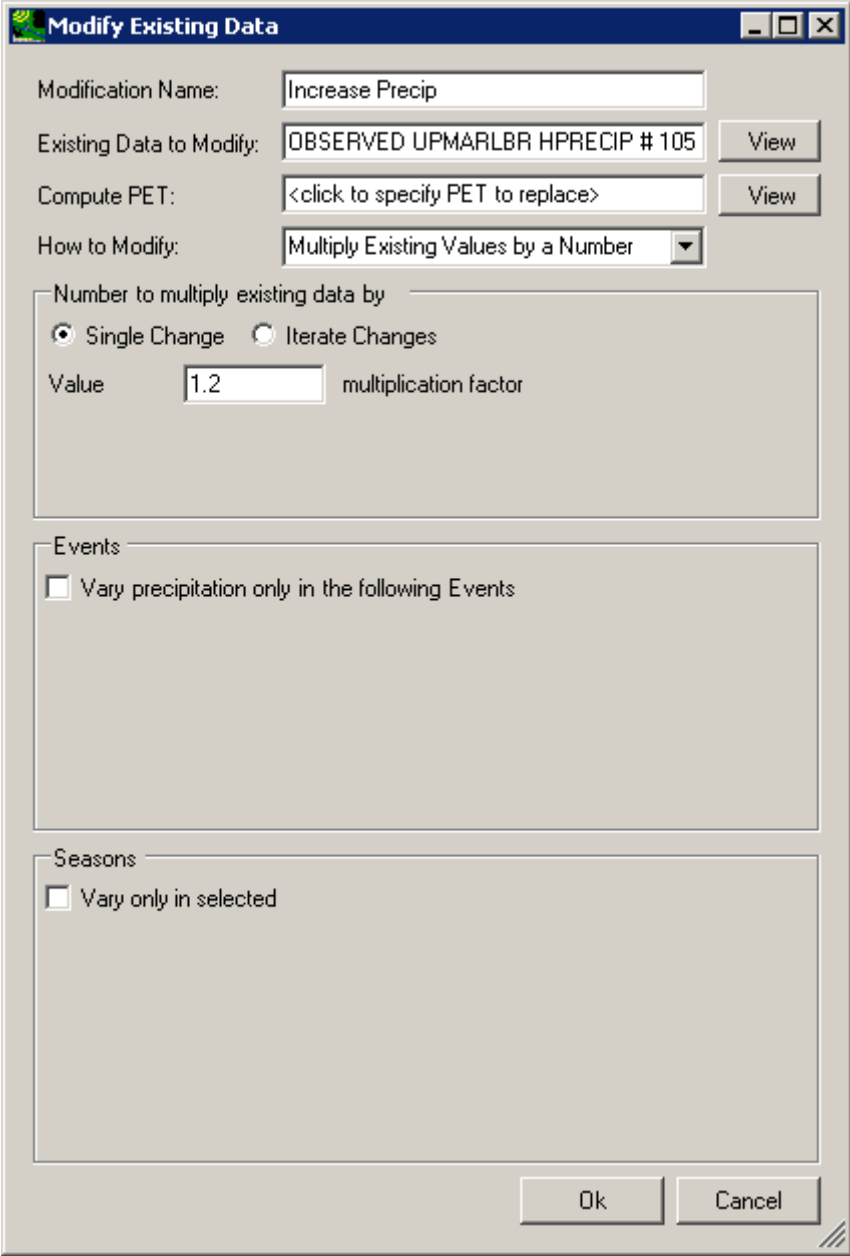 Modify Existing Data
Modification Name: Increase Precip
Existing Data to Modify: OBSERVED UPMARLBR HPRECIP # 105 View
Compute PET: <click to specify PET to replace> View
How to Modify: Multiply Existing Values by a Number
Number to multiply existing data by
Single Change Iterate Changes
Value 1.2 multiplication factor
Events
Vary precipitation only in the following Events
Seasons
Vary only in selected
Ok Cancel